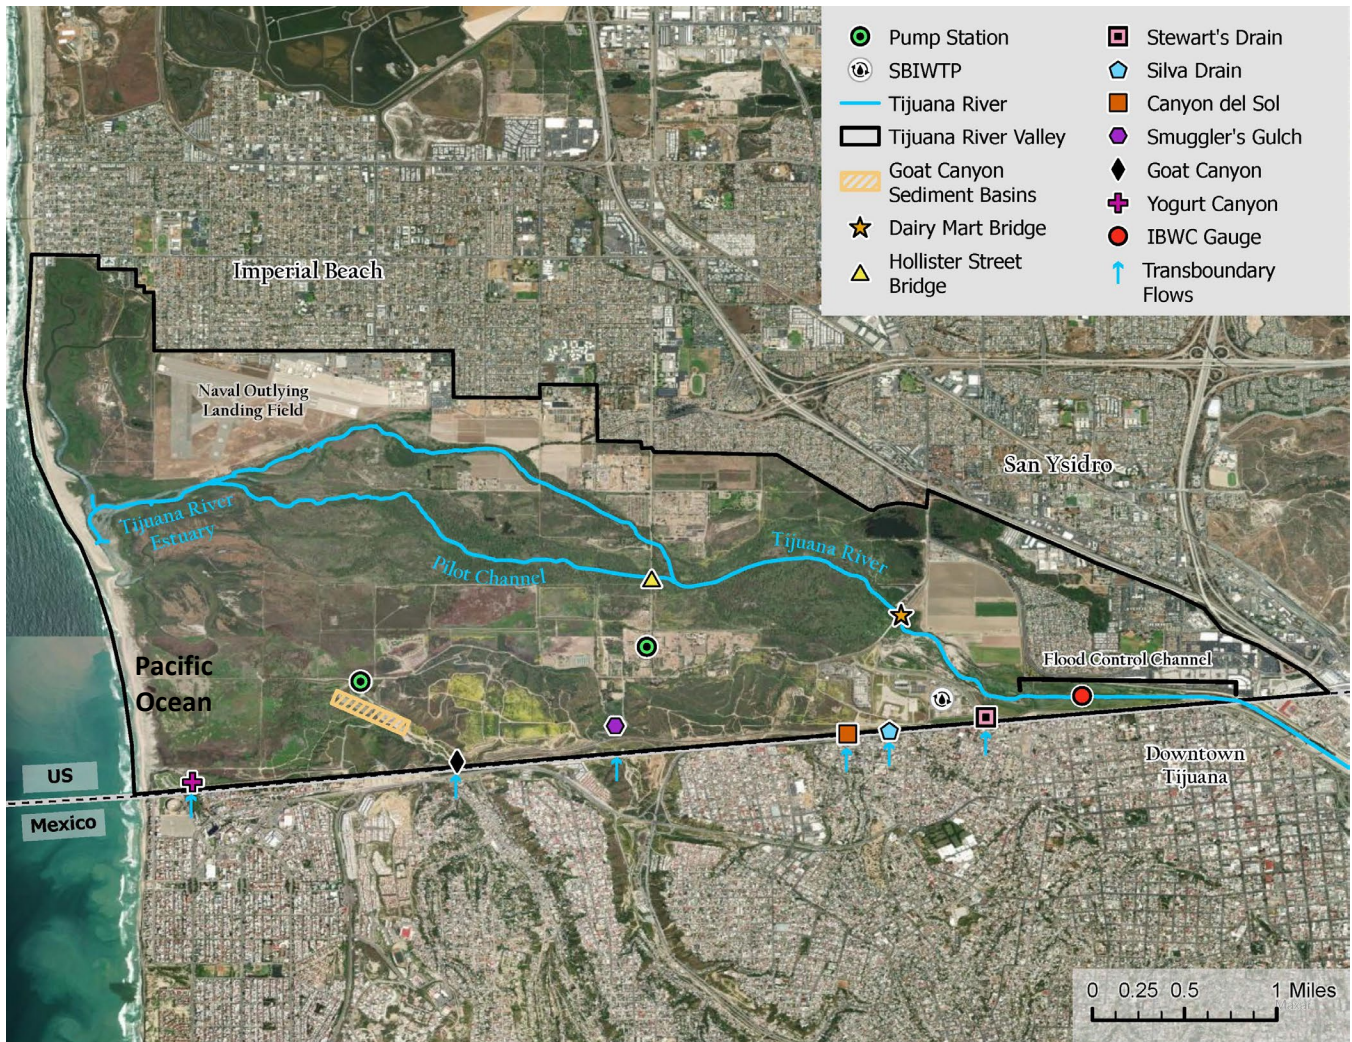 Pump Station
SBIWTP
Tijuana River
Tijuana River Valley
Goat Canyon
Sediment Basins
Dairy Mart Bridge
Hollister Street
Bridge
Stewart's Drain
Silva Drain
Canyon del Sol
Smuggler's Gulch
Goat Canyon
Yogurt Canyon
IBWC Gauge
Transboundary
Flows
Imperial Beach
Naval Outlying
Landing Field
San Ysidro
Tijuana River
Estuary
Pilot Channel
Tijuana River
Flood Control Channel
Pacific
Ocean
Downtown
Tijuana
US
Mexico
0 0.25 0.5 1 Miles